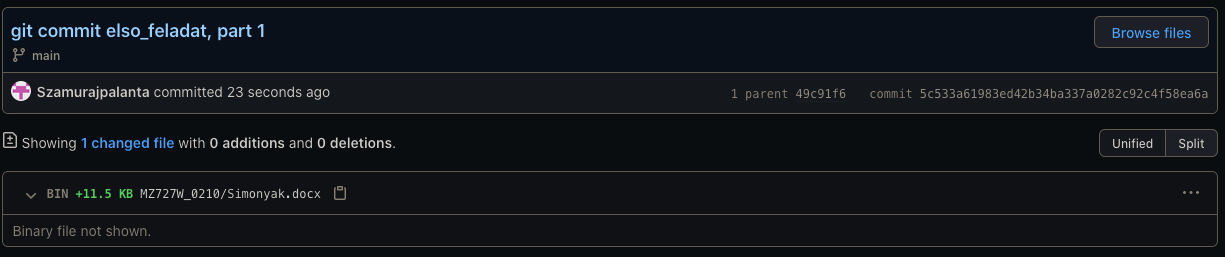 git commit elso_feladat, part 1
Browse files
main
Szamurajpalanta committed 23 seconds ago
1 parent 49c91f6 commit 5c533a61983ed42b34ba337a0282c92c4f58ea6a
Showing 1 changed file with 0 additions and 0 deletions.
Unified Split
BIN +11.5 KB MZ727W_0210/Simonyak.docx
Binary file not shown.